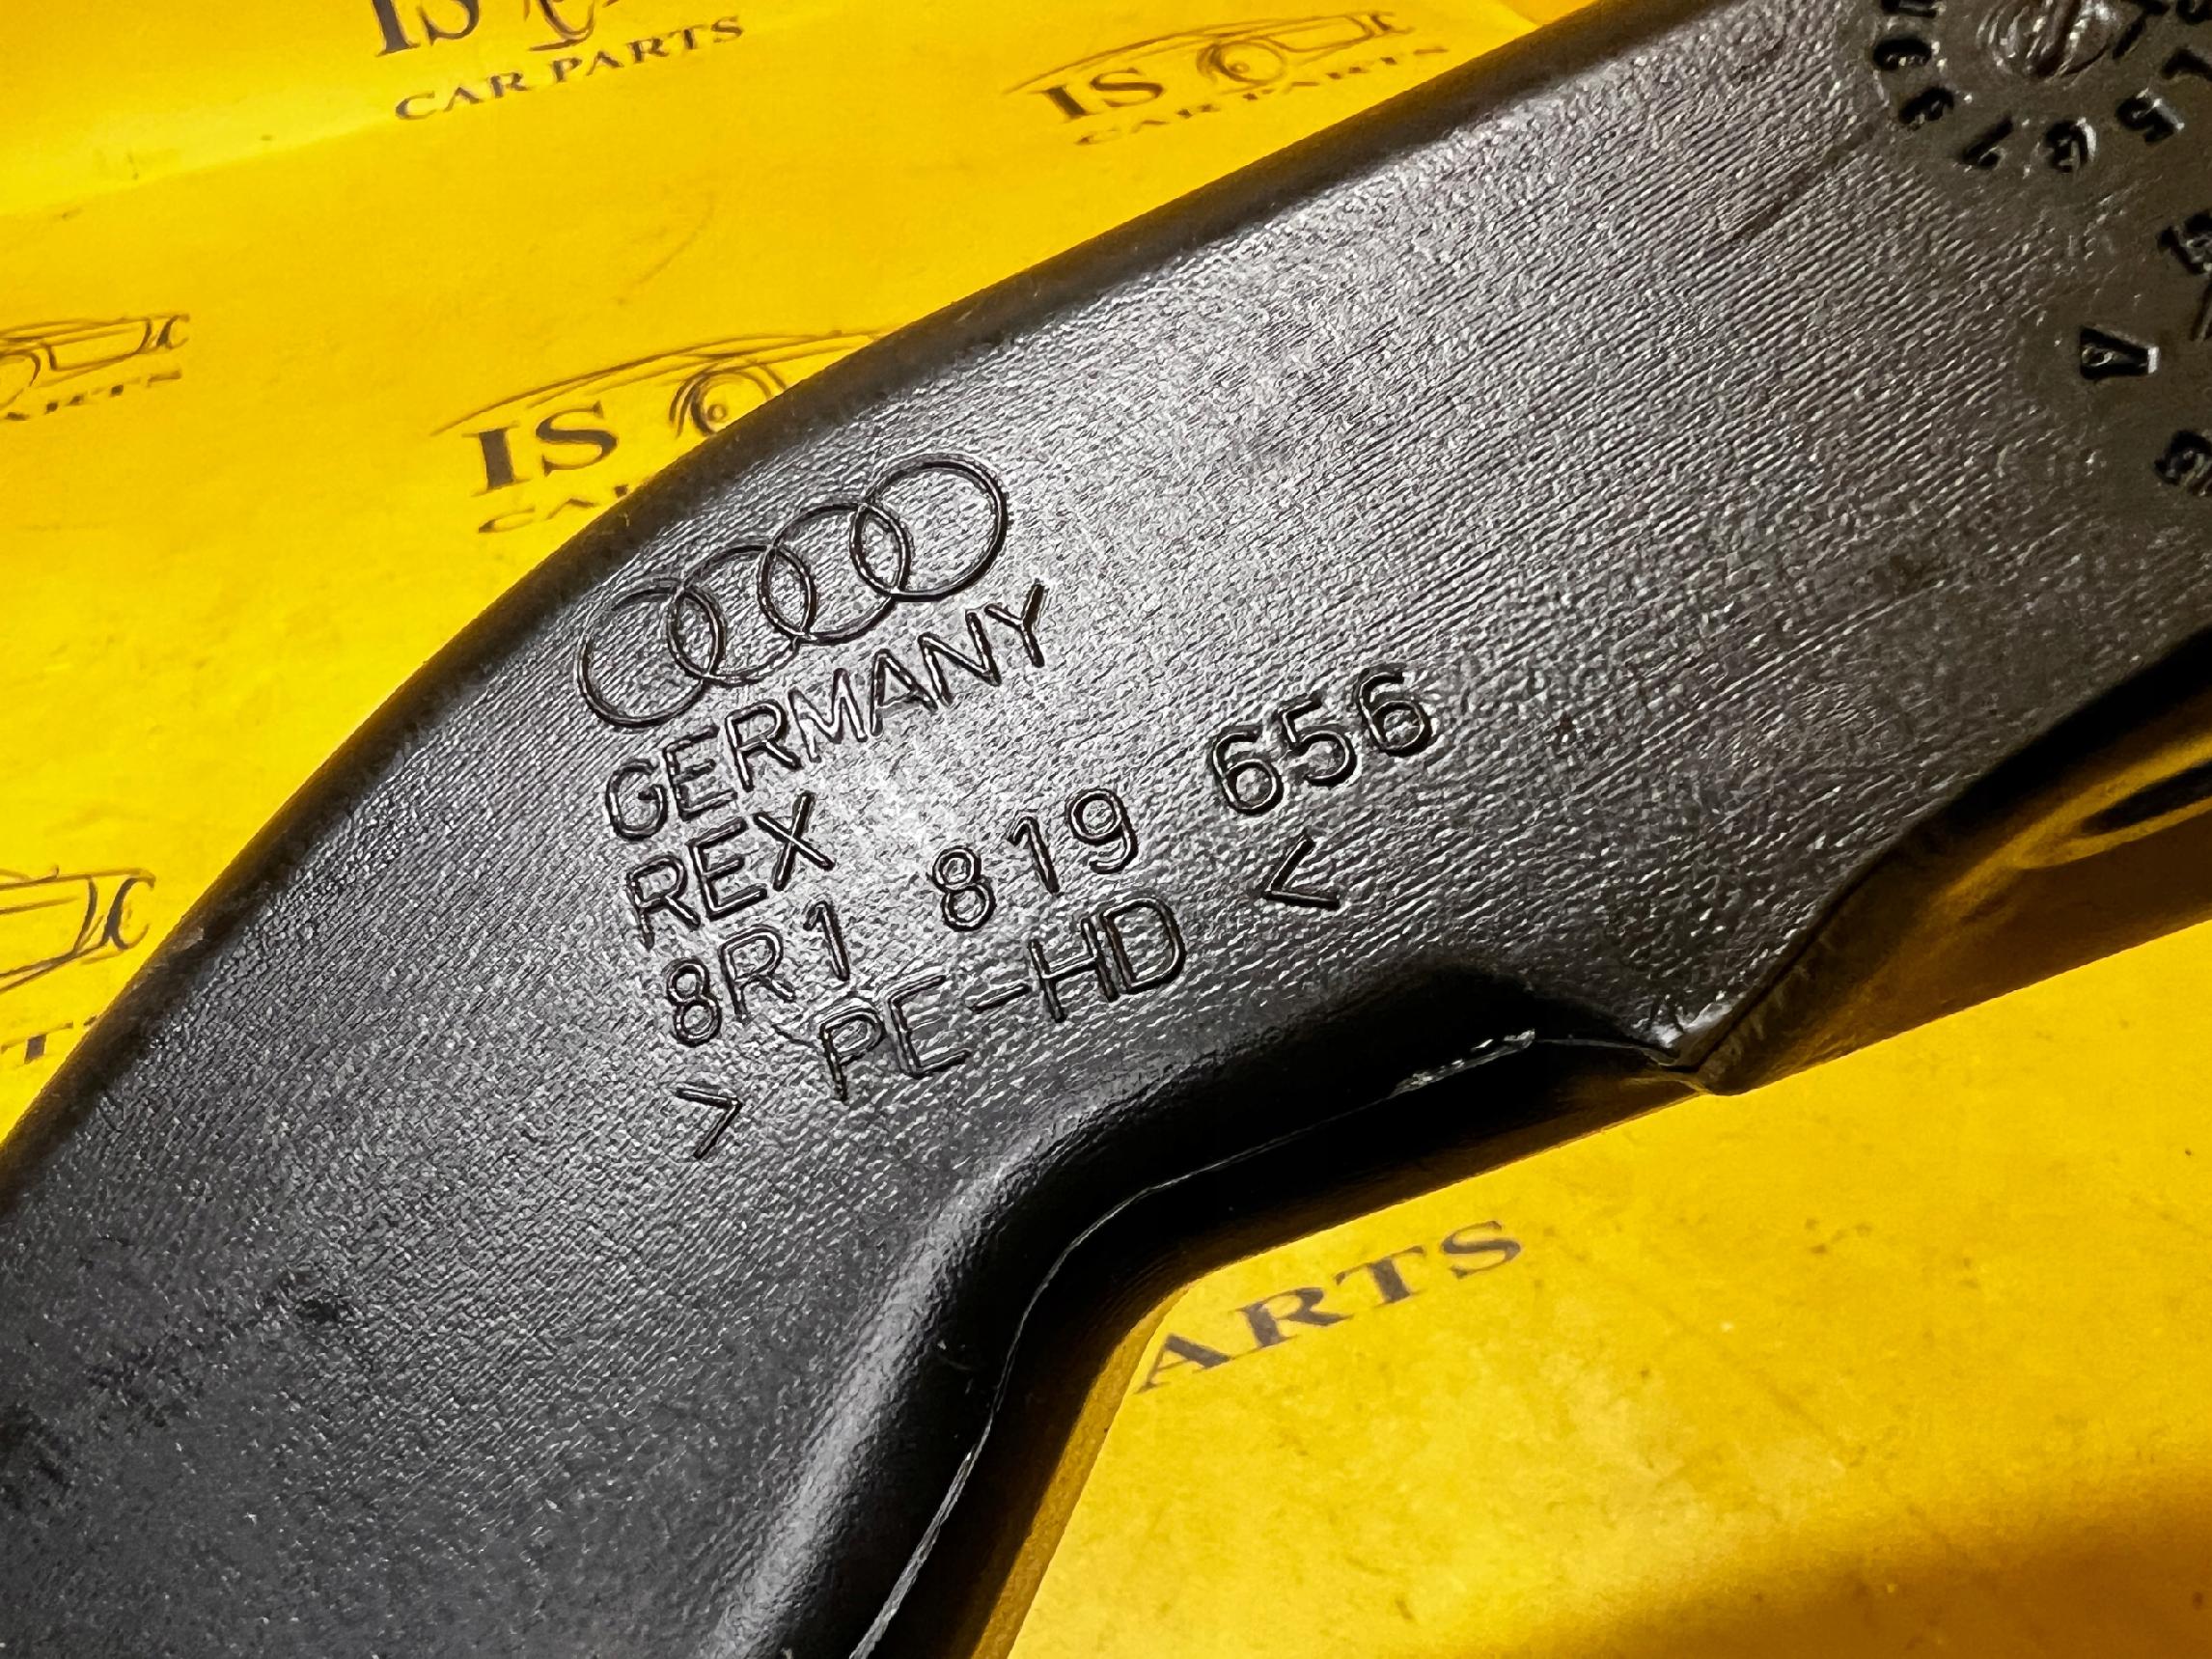 IS
CAR PARTS
IS
CAR PARTS
IS
GERMANY
REX
8R1 819 656
> PE-HD <
ARTS